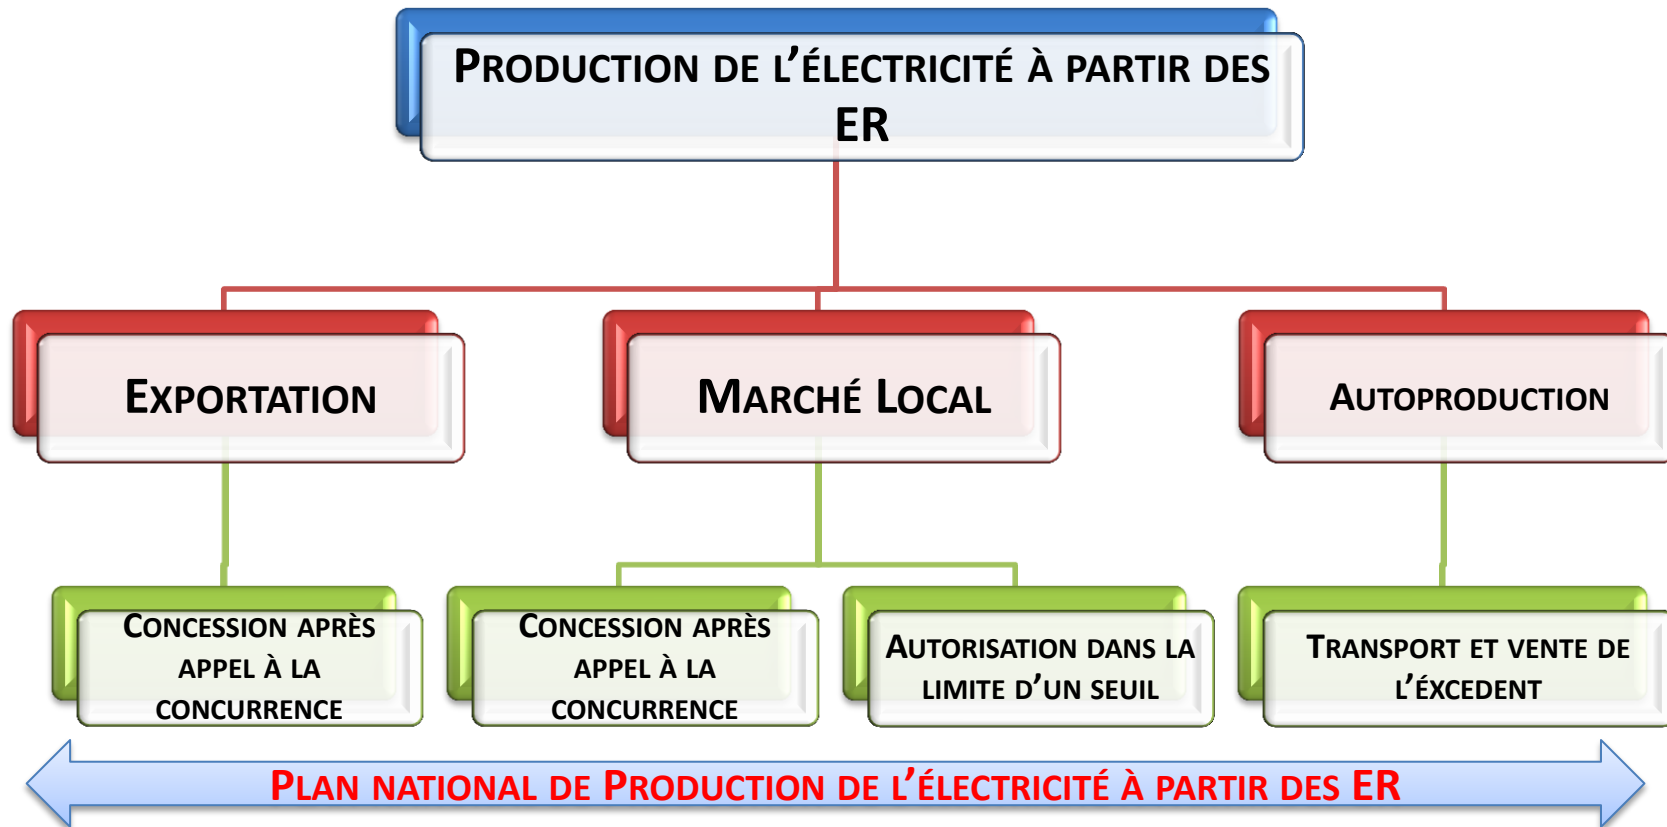 PRODUCTION DE L’ÉLECTRICITÉ À PARTIR DES
ER
EXPORTATION
MARCHÉ LOCAL
AUTOPRODUCTION
CONCESSION APRÈS
APPEL À LA
CONCURRENCE
CONCESSION APRÈS
APPEL À LA
CONCURRENCE
AUTORISATION DANS LA
LIMITE D’UN SEUIL
TRANSPORT ET VENTE DE
L’ÉXCEDENT
PLAN NATIONAL DE PRODUCTION DE L’ÉLECTRICITÉ À PARTIR DES ER